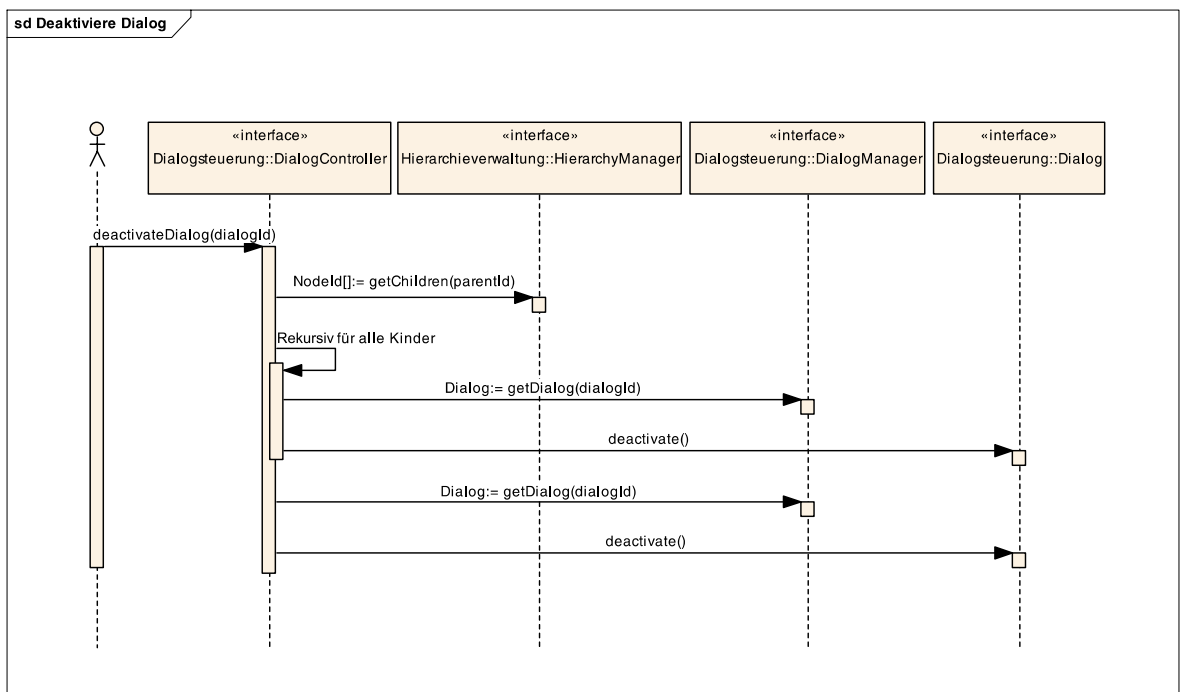 sd Deaktiviere Dialog
«interface»
Dialogsteuerung::DialogController
«interface»
Hierarchieverwaltung::HierarchyManager
«interface»
Dialogsteuerung::DialogManager
«interface»
Dialogsteuerung::Dialog
deactivateDialog(dialogId)
NodeId[]:= getChildren(parentId)
Rekursiv für alle Kinder
Dialog:= getDialog(dialogId)
deactivate()
Dialog:= getDialog(dialogId)
deactivate()